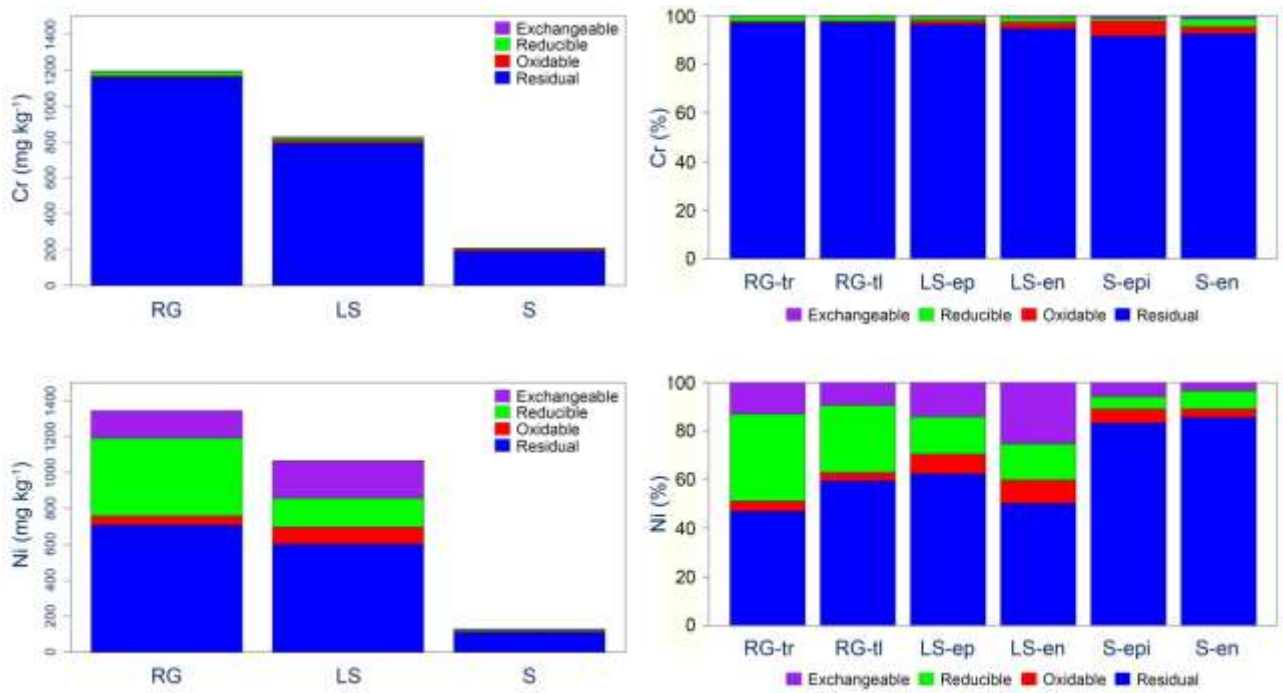 Cr (mg kg⁻¹)
1400
1200
1000
800
600
400
200
0
Exchangeable
Reducible
Oxidable
Residual
RG LS S
Cr (%)
100
80
60
40
20
0
RG-tr RG-tl LS-ep LS-en S-epi S-en
Exchangeable Reducible Oxidable Residual
Ni (mg kg⁻¹)
1400
1200
1000
800
600
400
200
0
Exchangeable
Reducible
Oxidable
Residual
RG LS S
Ni (%)
100
80
60
40
20
0
RG-tr RG-tl LS-ep LS-en S-epi S-en
Exchangeable Reducible Oxidable Residual